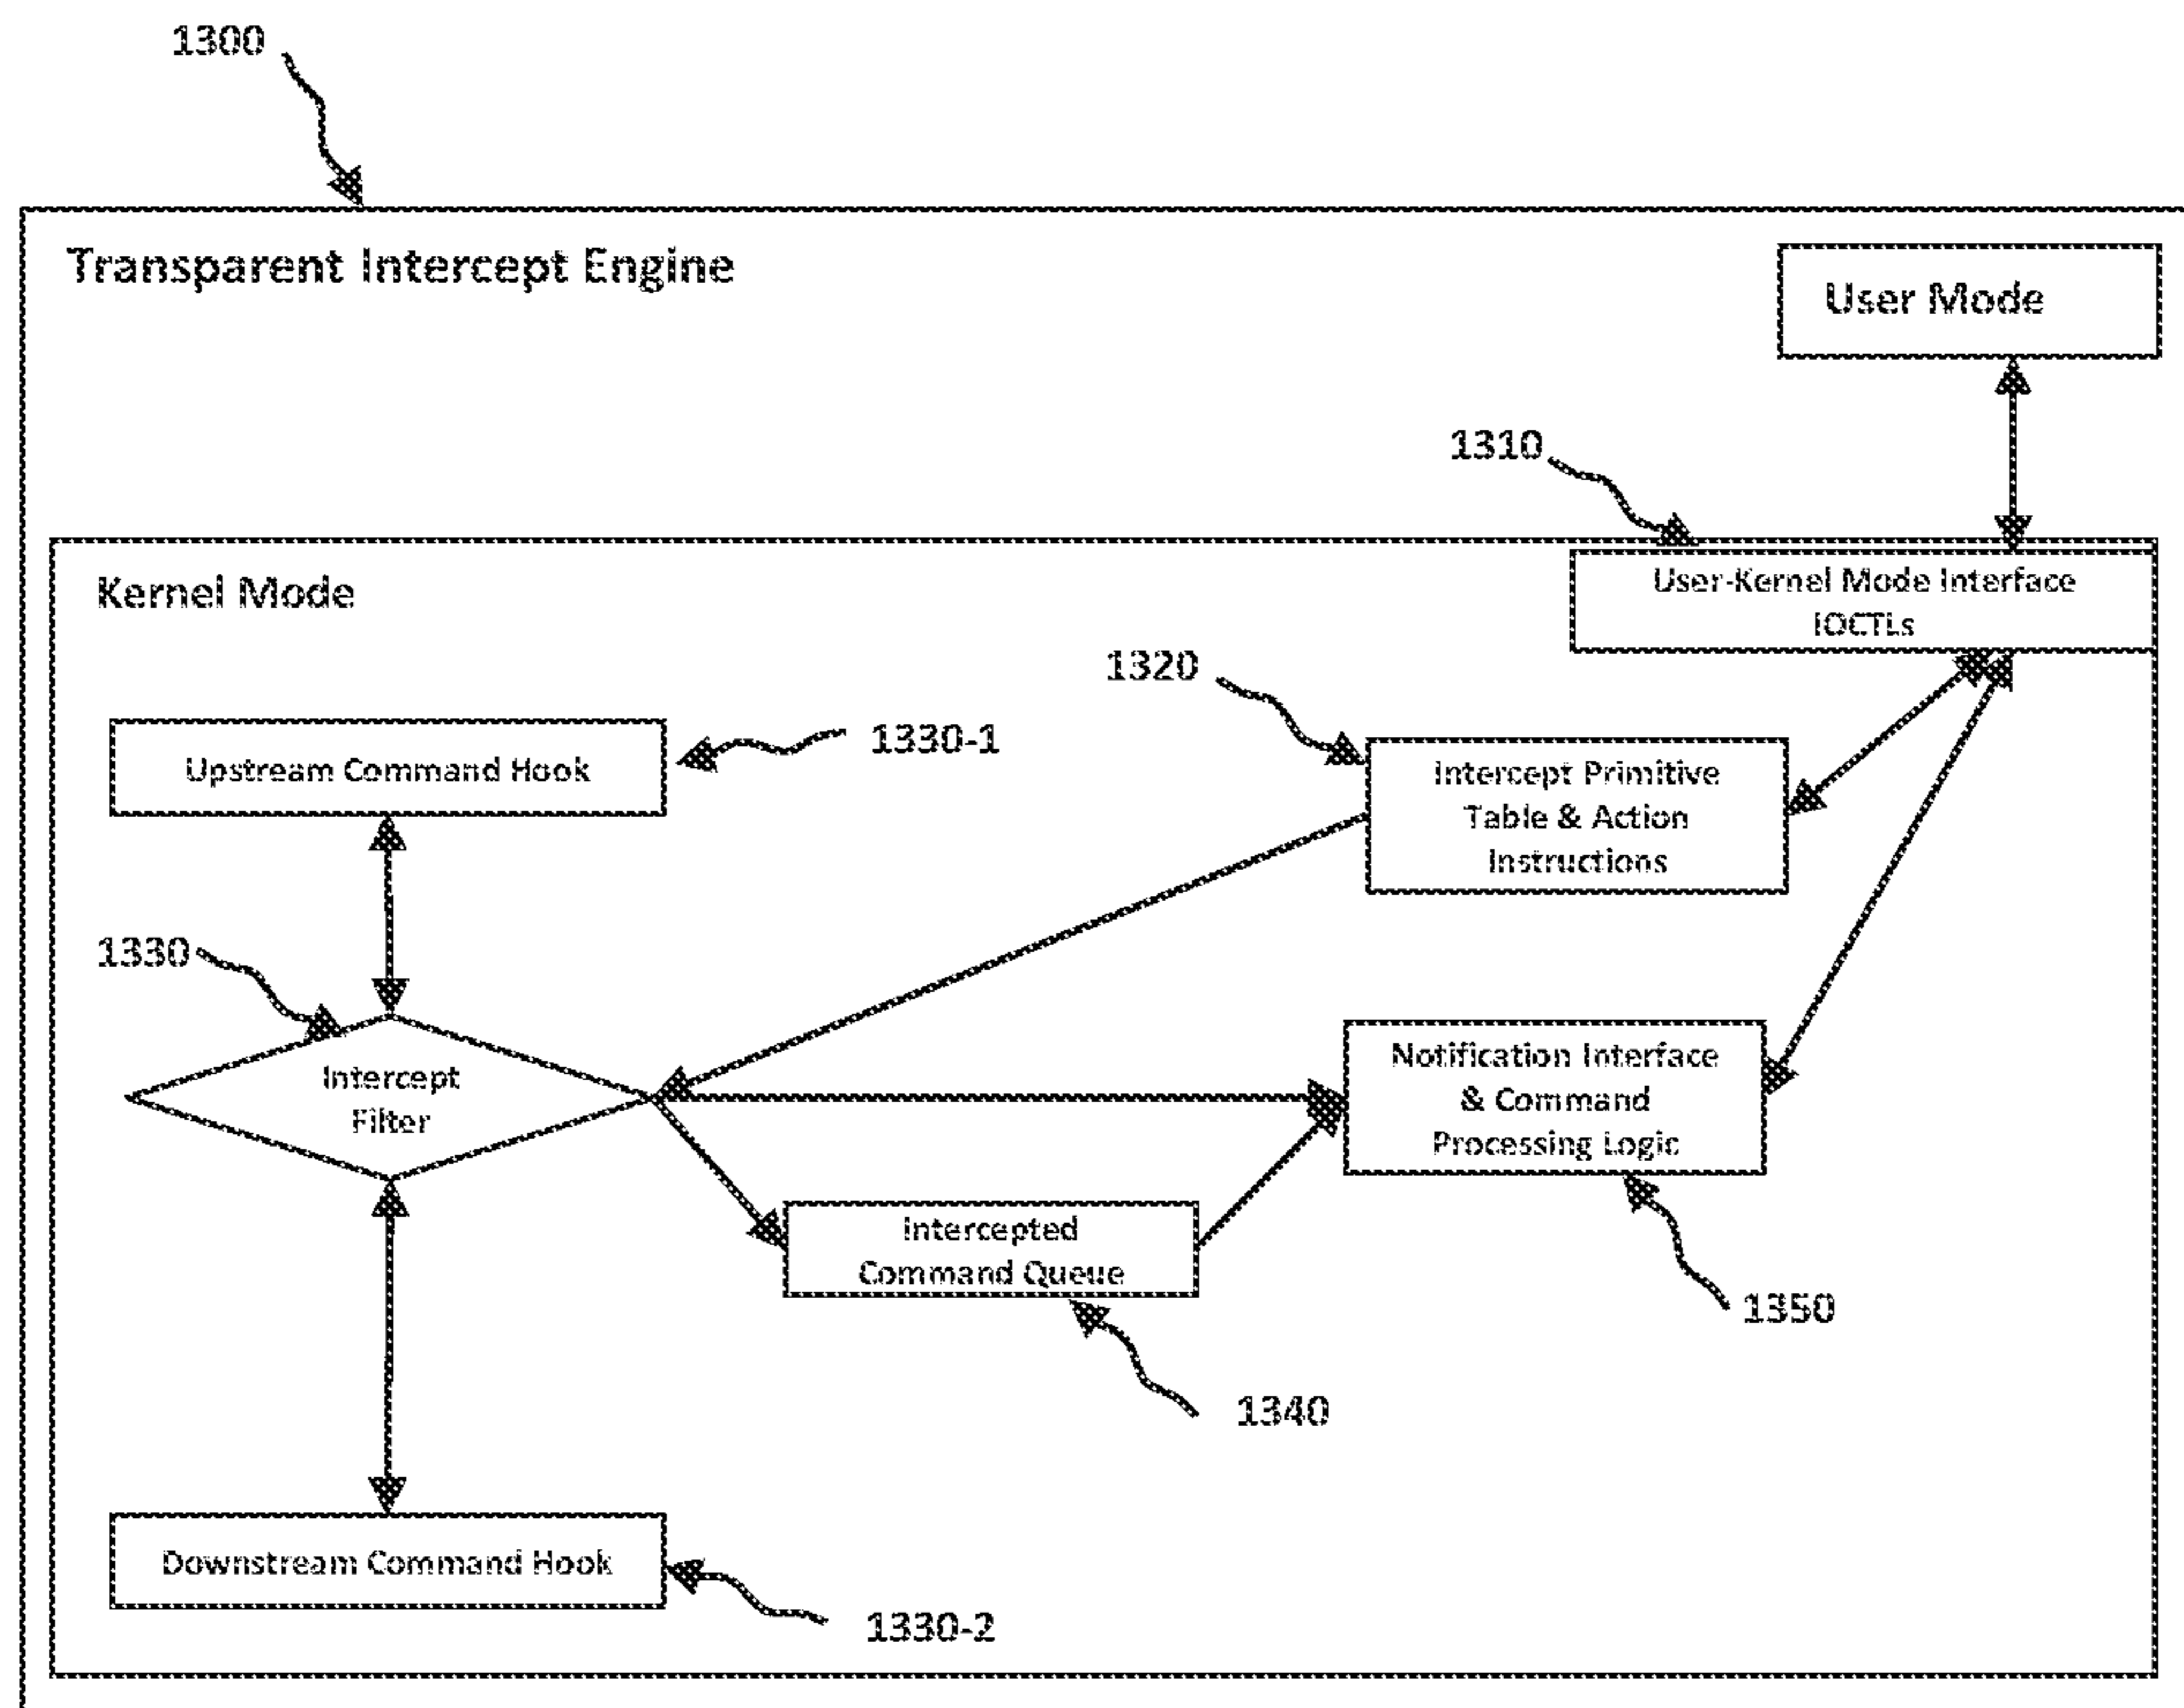 1300
Transparent Intercept Engine
User Mode
1310
Kernel Mode
User-Kernel Mode Interface
IOCTLs
1320
1330-1
Upstream Command Hook
Intercept Primitive
Table & Action
Instructions
1330
Intercept
Filter
Notification Interface
& Command
Processing Logic
Intercepted
Command Queue
1350
1340
Downstream Command Hook
1330-2